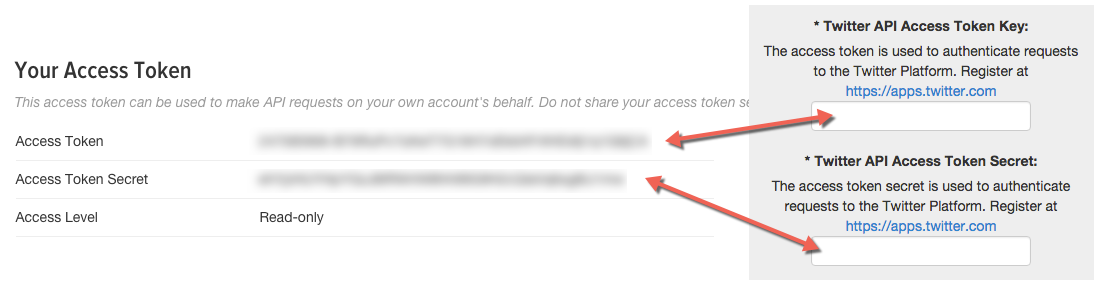 Your Access Token
This access token can be used to make API requests on your own account's behalf. Do not share your access token
Access Token
Access Token Secret
Access Level Read-only
* Twitter API Access Token Key:
The access token is used to authenticate requests
to the Twitter Platform. Register at
https://apps.twitter.com
* Twitter API Access Token Secret:
The access token secret is used to authenticate
requests to the Twitter Platform. Register at
https://apps.twitter.com